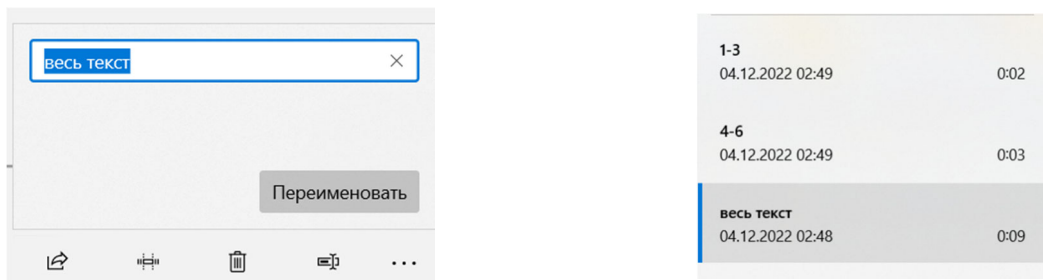 весь текст
Переименовать
1-3
04.12.2022 02:49 0:02
4-6
04.12.2022 02:49 0:03
весь текст
04.12.2022 02:48 0:09